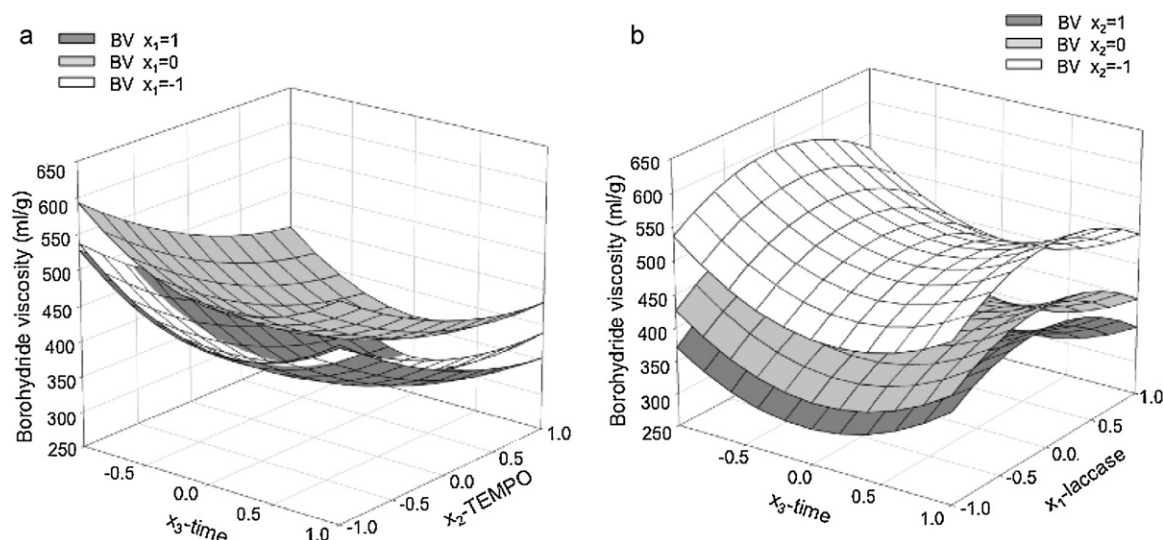 a
BV x₁=1
BV x₁=0
BV x₁=-1
Borohydride viscosity (ml/g)
650
600
550
500
450
400
350
300
250
-0.5
0.0
0.5
1.0
x₃-time
-1.0
-0.5
0.0
0.5
1.0
x₂-TEMPO
b
BV x₂=1
BV x₂=0
BV x₂=-1
Borohydride viscosity (ml/g)
650
600
550
500
450
400
350
300
250
-0.5
0.0
0.5
1.0
x₃-time
-1.0
-0.5
0.0
0.5
1.0
x₁-laccase